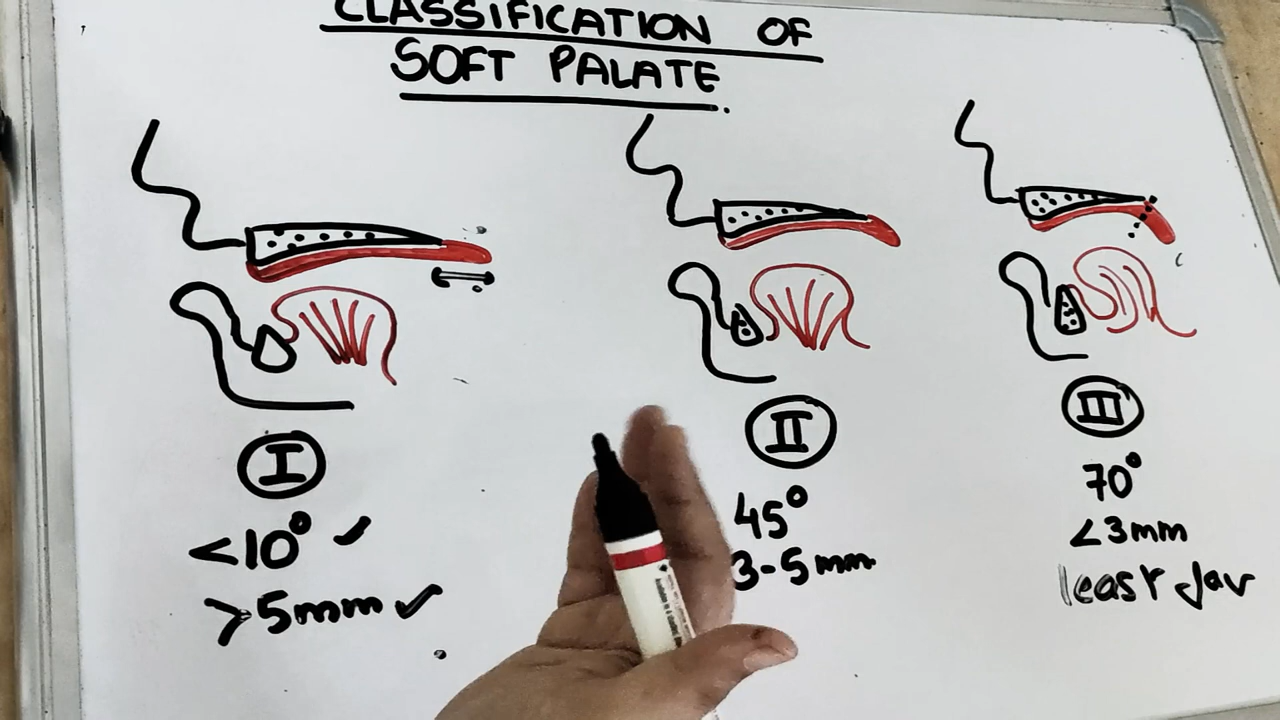 CLASSIFICATION OF
SOFT PALATE.
I
<10°
>5mm
II
45°
3-5mm
III
70°
<3mm
least fav